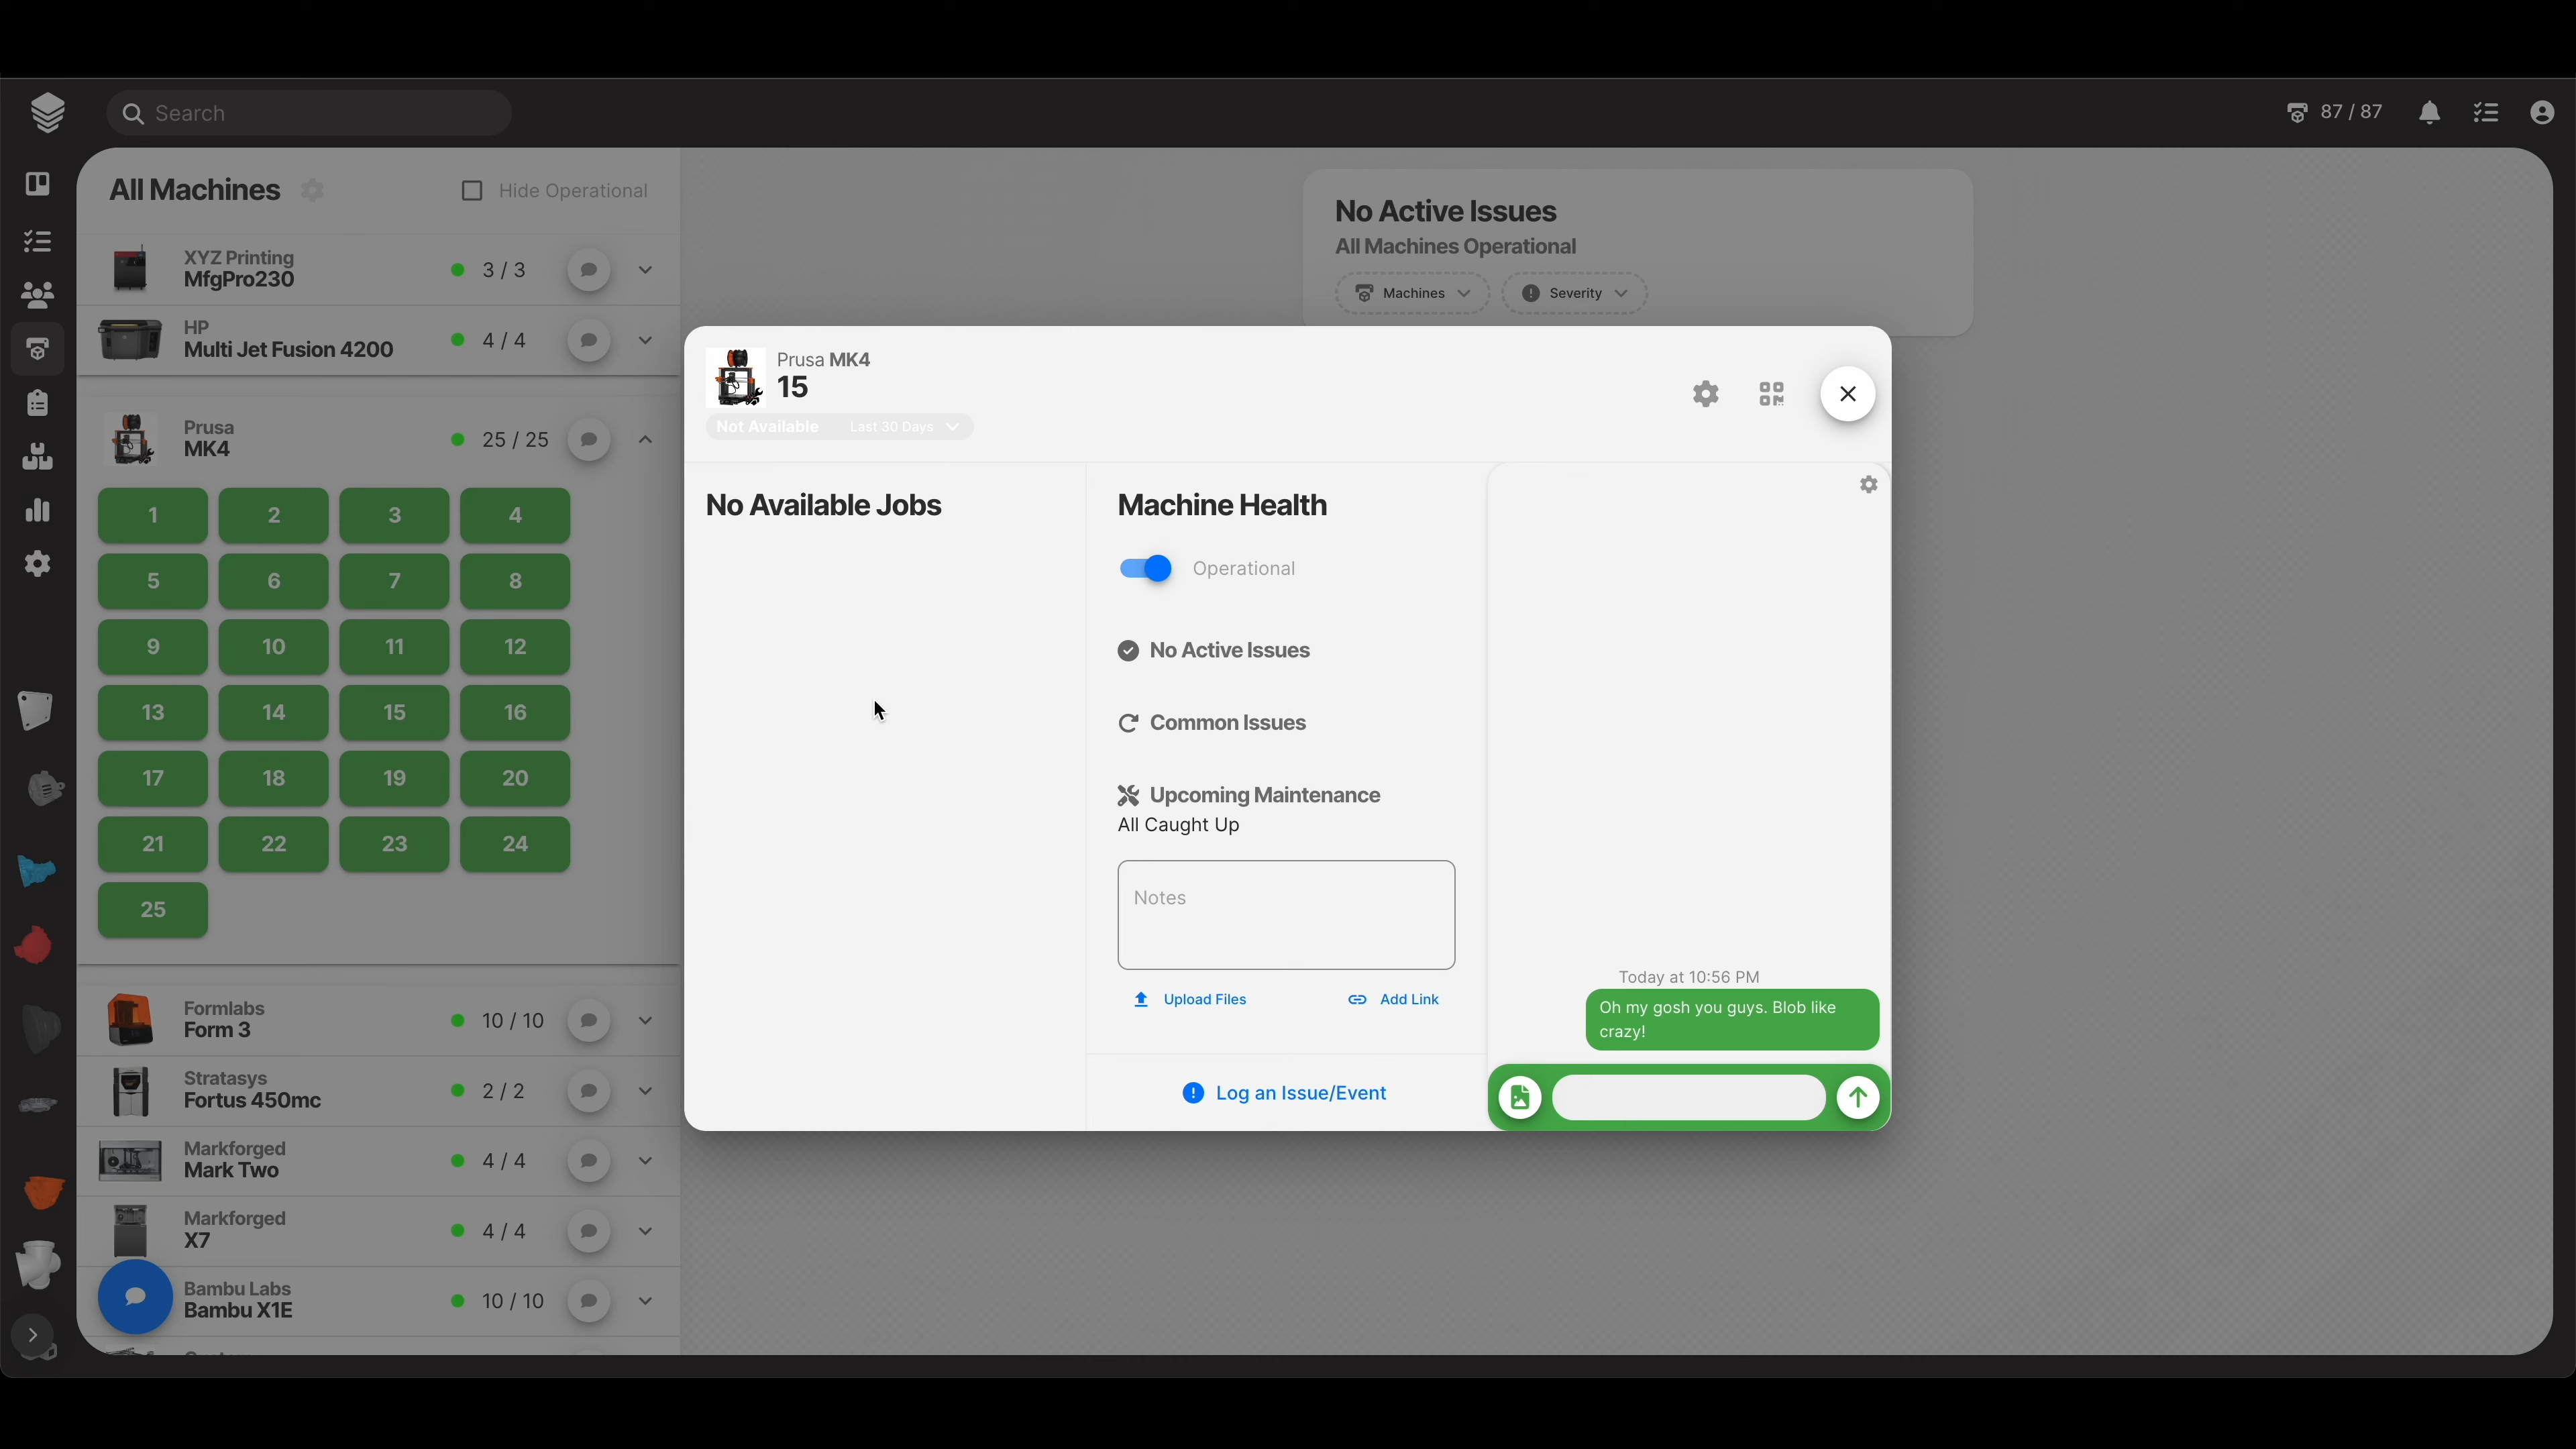 Search
87 / 87
All Machines
Hide Operational
XYZ Printing
MfgPro230
3 / 3
HP
Multi Jet Fusion 4200
4 / 4
Prusa
MK4
25 / 25
1
2
3
4
5
6
7
8
9
10
11
12
13
14
15
16
17
18
19
20
21
22
23
24
25
Formlabs
Form 3
10 / 10
Stratasys
Fortus 450mc
2 / 2
Markforged
Mark Two
4 / 4
Markforged
X7
4 / 4
Bambu Labs
Bambu X1E
10 / 10
No Active Issues
All Machines Operational
Machines
Severity
Prusa MK4
15
Not Available Last 30 Days
No Available Jobs
Machine Health
Operational
No Active Issues
Common Issues
Upcoming Maintenance
All Caught Up
Notes
Upload Files
Add Link
Log an Issue/Event
Today at 10:56 PM
Oh my gosh you guys. Blob like
crazy!